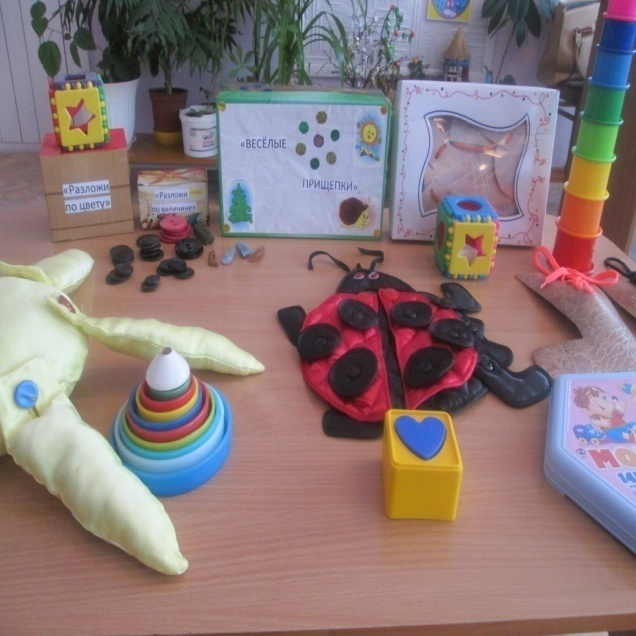 «ВЕСЁЛЫЕ
ПРИЩЕПКИ»
«Разложи
по цвету»
«Разложи
по величине»